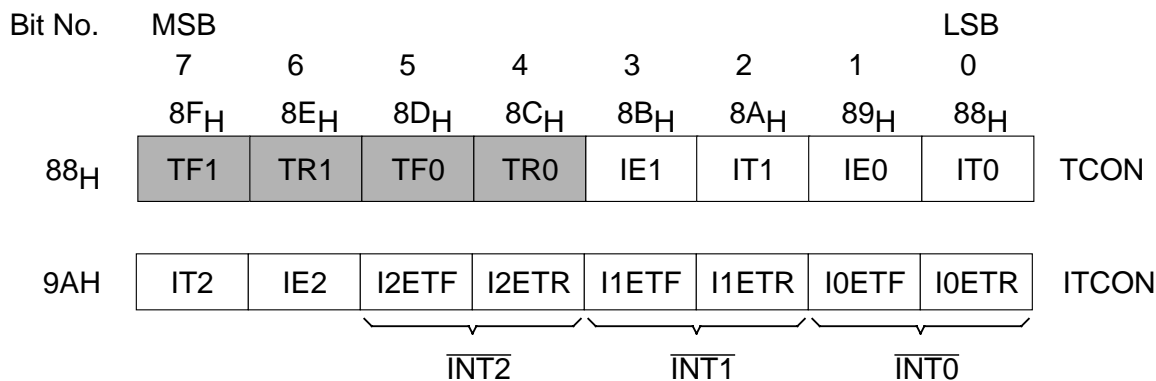 Bit No. MSB LSB
7 6 5 4 3 2 1 0
8FH 8EH 8DH 8CH 8BH 8AH 89H 88H
88H TF1 TR1 TF0 TR0 IE1 IT1 IE0 IT0 TCON
9AH IT2 IE2 I2ETF I2ETR I1ETF I1ETR I0ETF I0ETR ITCON
INT2 INT1 INT0